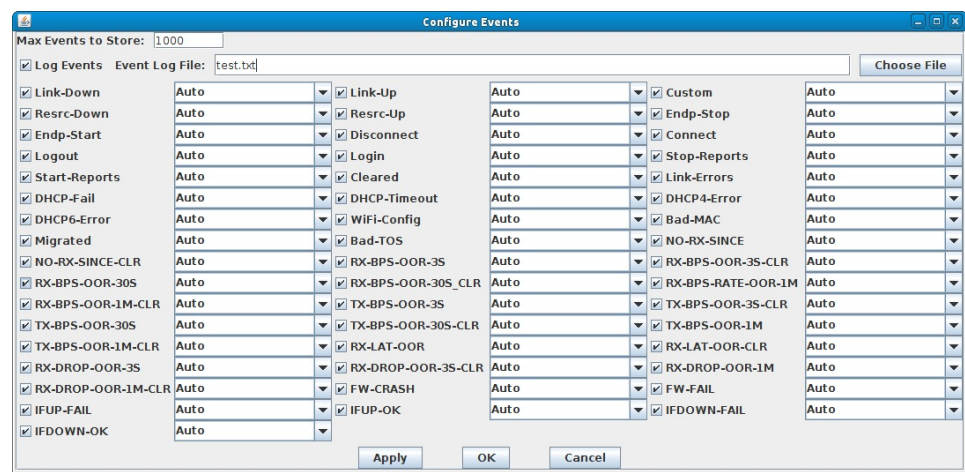 Configure Events
Max Events to Store: 1000
Log Events Event Log File: test.txt Choose File
Link-Down Auto Link-Up Auto Custom Auto
Resrc-Down Auto Resrc-Up Auto Endp-Stop Auto
Endp-Start Auto Disconnect Auto Connect Auto
Logout Auto Login Auto Stop-Reports Auto
Start-Reports Auto Cleared Auto Link-Errors Auto
DHCP-Fail Auto DHCP-Timeout Auto DHCP4-Error Auto
DHCP6-Error Auto WiFi-Config Auto Bad-MAC Auto
Migrated Auto Bad-TOS Auto NO-RX-SINCE Auto
NO-RX-SINCE-CLR Auto RX-BPS-OOR-3S Auto RX-BPS-OOR-3S-CLR Auto
RX-BPS-OOR-30S Auto RX-BPS-OOR-30S_CLR Auto RX-BPS-RATE-OOR-1M Auto
RX-BPS-OOR-1M-CLR Auto TX-BPS-OOR-3S Auto TX-BPS-OOR-3S-CLR Auto
TX-BPS-OOR-30S Auto TX-BPS-OOR-30S-CLR Auto TX-BPS-OOR-1M Auto
TX-BPS-OOR-1M-CLR Auto RX-LAT-OOR Auto RX-LAT-OOR-CLR Auto
RX-DROP-OOR-3S Auto RX-DROP-OOR-3S-CLR Auto RX-DROP-OOR-1M Auto
RX-DROP-OOR-1M-CLR Auto FW-CRASH Auto FW-FAIL Auto
IFUP-FAIL Auto IFUP-OK Auto IFDOWN-FAIL Auto
IFDOWN-OK Auto
Apply OK Cancel